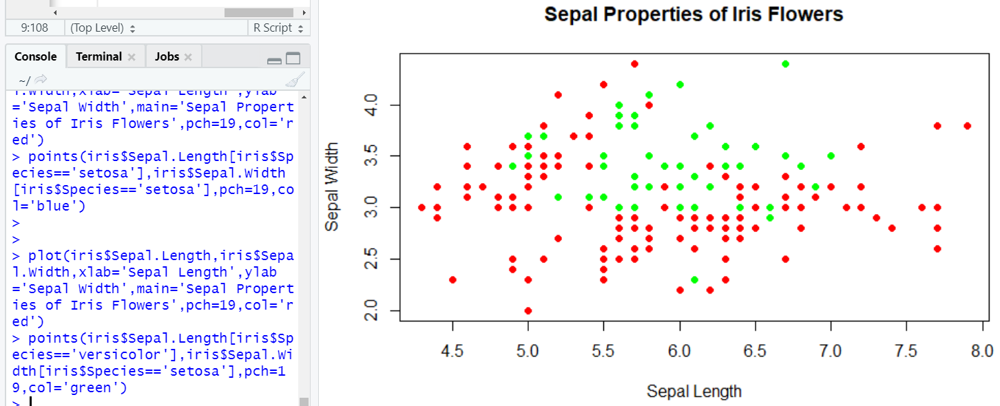 9:108 (Top Level) R Script
Console Terminal Jobs
~/
l.Width,xlab='Sepal Length',ylab
='Sepal Width',main='Sepal Propert
ies of Iris Flowers',pch=19,col='r
ed')
> points(iris$Sepal.Length[iris$Sp
ecies=='setosa'],iris$Sepal.Width
[iris$Species=='setosa'],pch=19,co
l='blue')
>
>
> plot(iris$Sepal.Length,iris$Sepa
l.Width,xlab='Sepal Length',ylab
='Sepal Width',main='Sepal Propert
ies of Iris Flowers',pch=19,col='r
ed')
> points(iris$Sepal.Length[iris$Sp
ecies=='versicolor'],iris$Sepal.Wi
dth[iris$Species=='setosa'],pch=1
9,col='green')
>
Sepal Properties of Iris Flowers
Sepal Width
4.0
3.5
3.0
2.5
2.0
4.5 5.0 5.5 6.0 6.5 7.0 7.5 8.0
Sepal Length